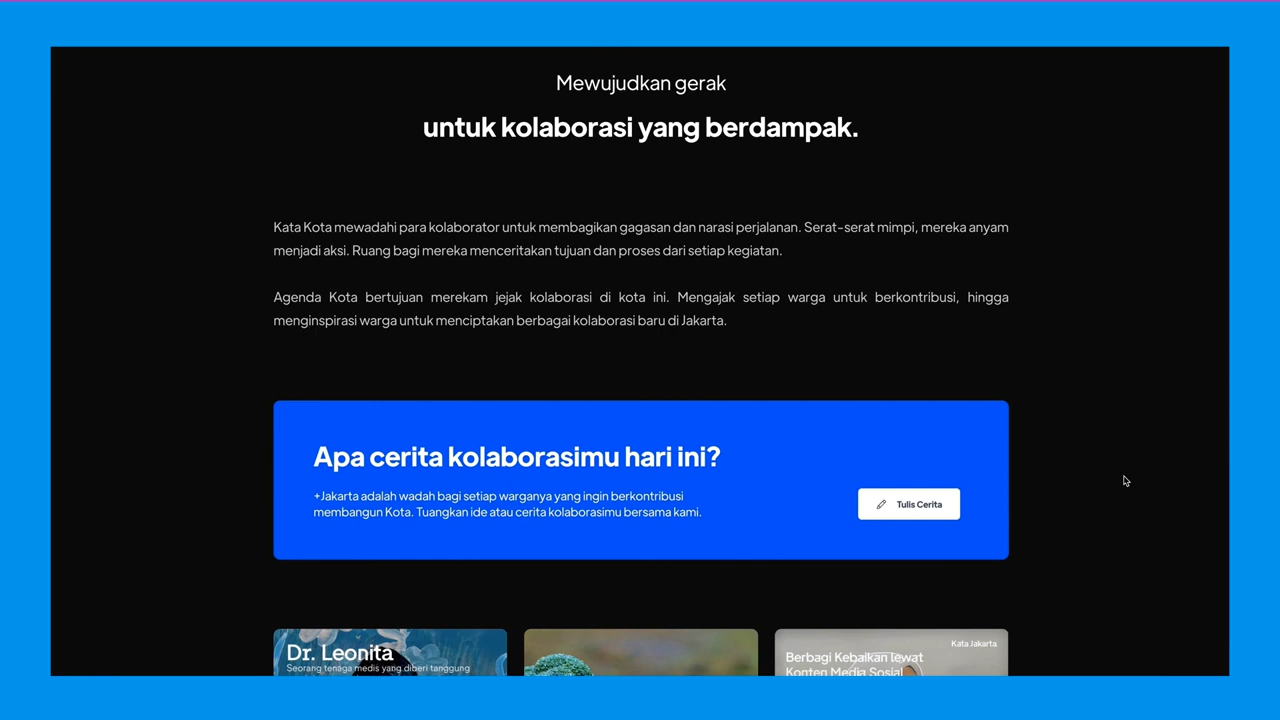 Mewujudkan gerak
untuk kolaborasi yang berdampak.
Kata Kota mewadahi para kolaborator untuk membagikan gagasan dan narasi perjalanan. Serat-serat mimpi, mereka anyam
menjadi aksi. Ruang bagi mereka menceritakan tujuan dan proses dari setiap kegiatan.
Agenda Kota bertujuan merekam jejak kolaborasi di kota ini. Mengajak setiap warga untuk berkontribusi, hingga
menginspirasi warga untuk menciptakan berbagai kolaborasi baru di Jakarta.
Apa cerita kolaborasimu hari ini?
+Jakarta adalah wadah bagi setiap warganya yang ingin berkontribusi
membangun Kota. Tuangkan ide atau cerita kolaborasimu bersama kami.
Tulis Cerita
Dr. Leonita
Seorang tenaga medis yang diberi tanggung
Kata Jakarta
Berbagi Kebaikan lewat
Konten Media Sosial